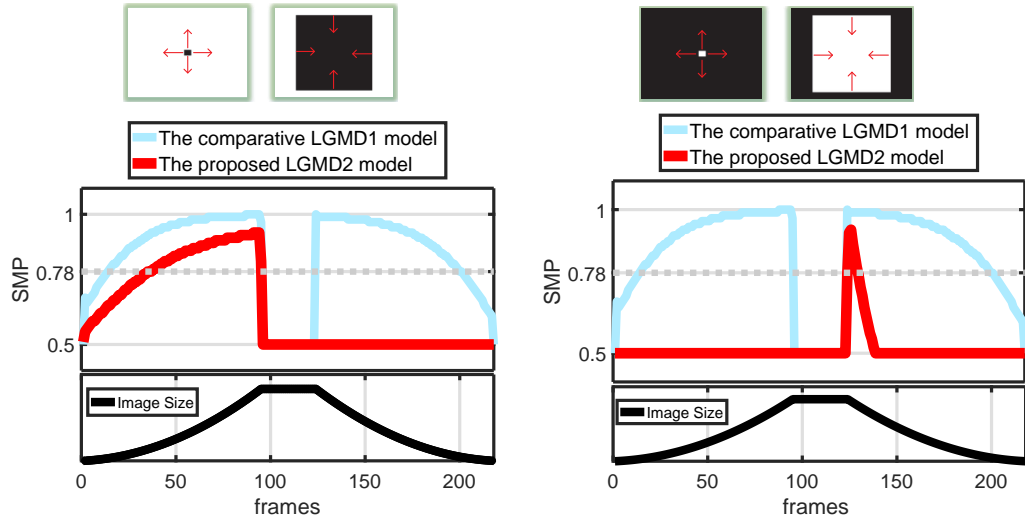 The comparative LGMD1 model
The proposed LGMD2 model
1
0.78
0.5
SMP
Image Size
0
50
100
150
200
frames
The comparative LGMD1 model
The proposed LGMD2 model
1
0.78
0.5
SMP
Image Size
0
50
100
150
200
frames